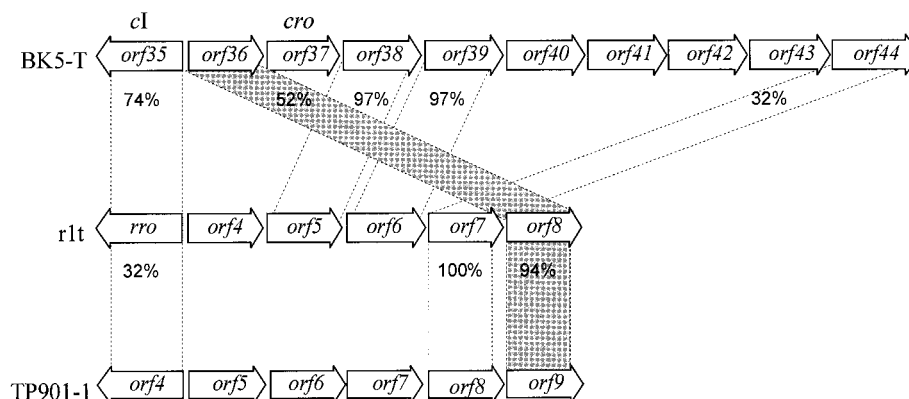 cI cro
BK5-T orf35 orf36 orf37 orf38 orf39 orf40 orf41 orf42 orf43 orf44
74% 52% 97% 97% 32%
r1t rro orf4 orf5 orf6 orf7 orf8
32% 100% 94%
TP901-1 orf4 orf5 orf6 orf7 orf8 orf9